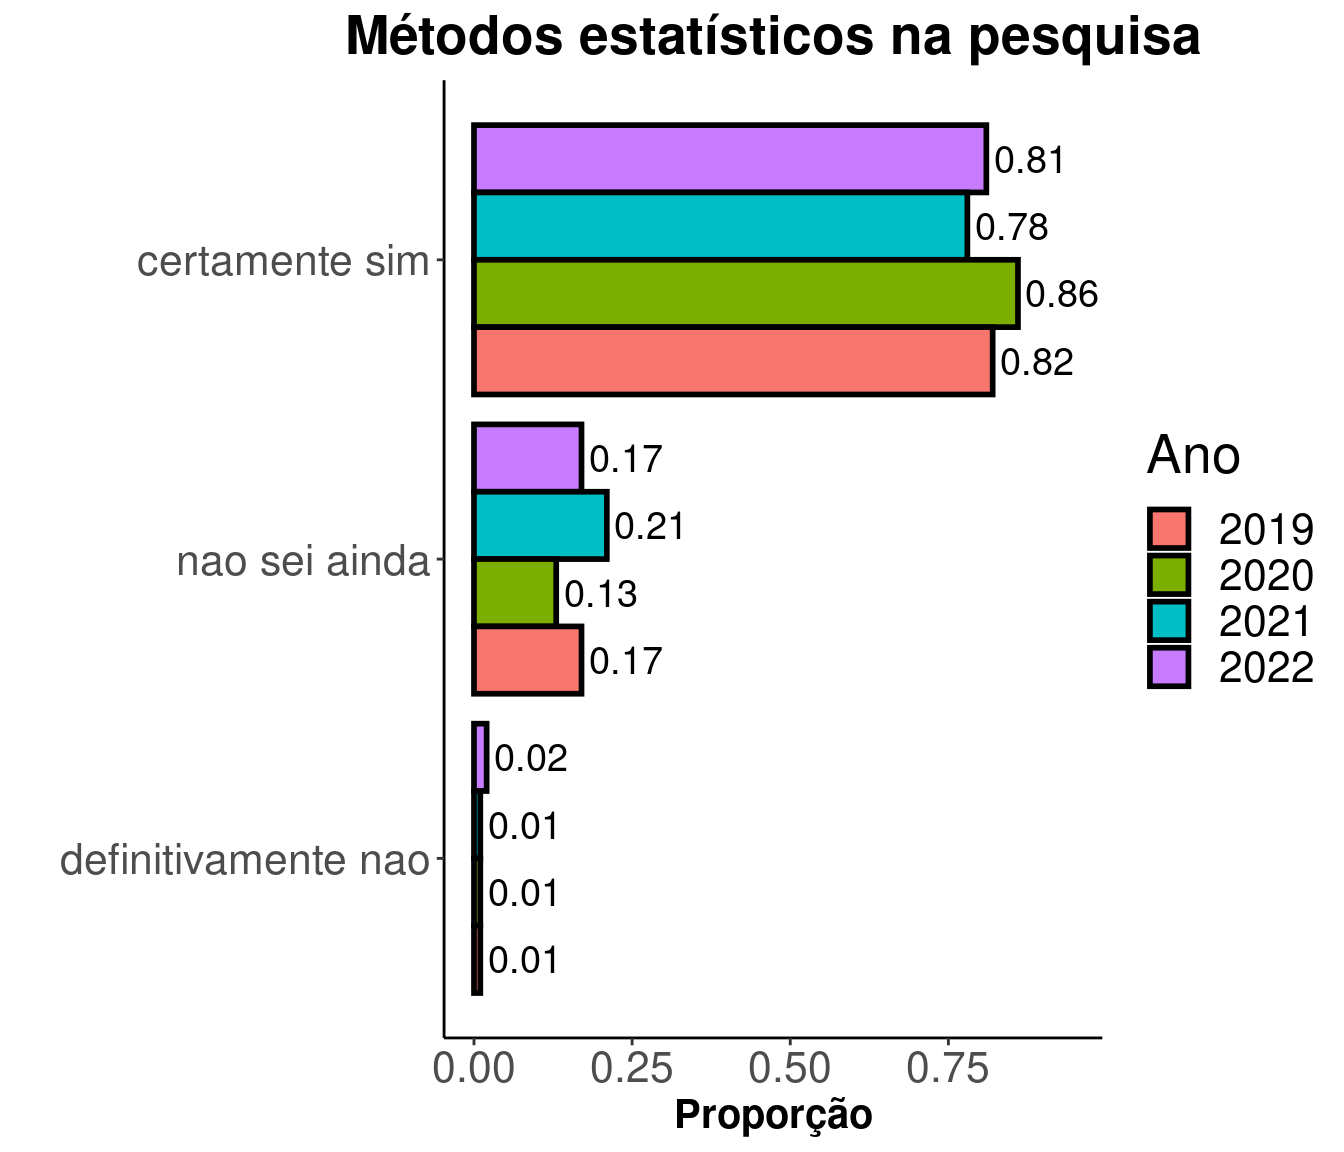 Métodos estatísticos na pesquisa
certamente sim
0.81
0.78
0.86
0.82
nao sei ainda
0.17
0.21
0.13
0.17
definitivamente nao
0.02
0.01
0.01
0.01
0.00 0.25 0.50 0.75
Proporção
Ano
2019
2020
2021
2022